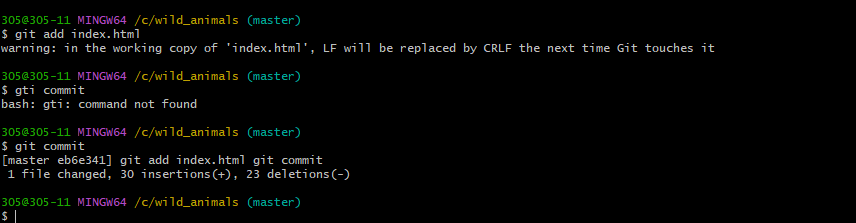 305@305-11 MINGW64 /c/wild_animals (master)
$ git add index.html
warning: in the working copy of 'index.html', LF will be replaced by CRLF the next time Git touches it
305@305-11 MINGW64 /c/wild_animals (master)
$ gti commit
bash: gti: command not found
305@305-11 MINGW64 /c/wild_animals (master)
$ git commit
[master eb6e341] git add index.html git commit
1 file changed, 30 insertions(+), 23 deletions(-)
305@305-11 MINGW64 /c/wild_animals (master)
$